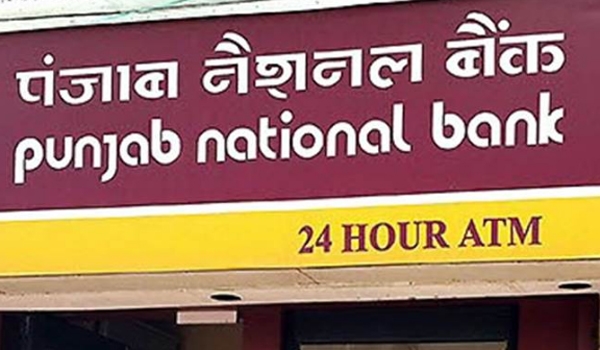 पंजाब नैशनल बैंक
punjab national bank
24 HOUR ATM